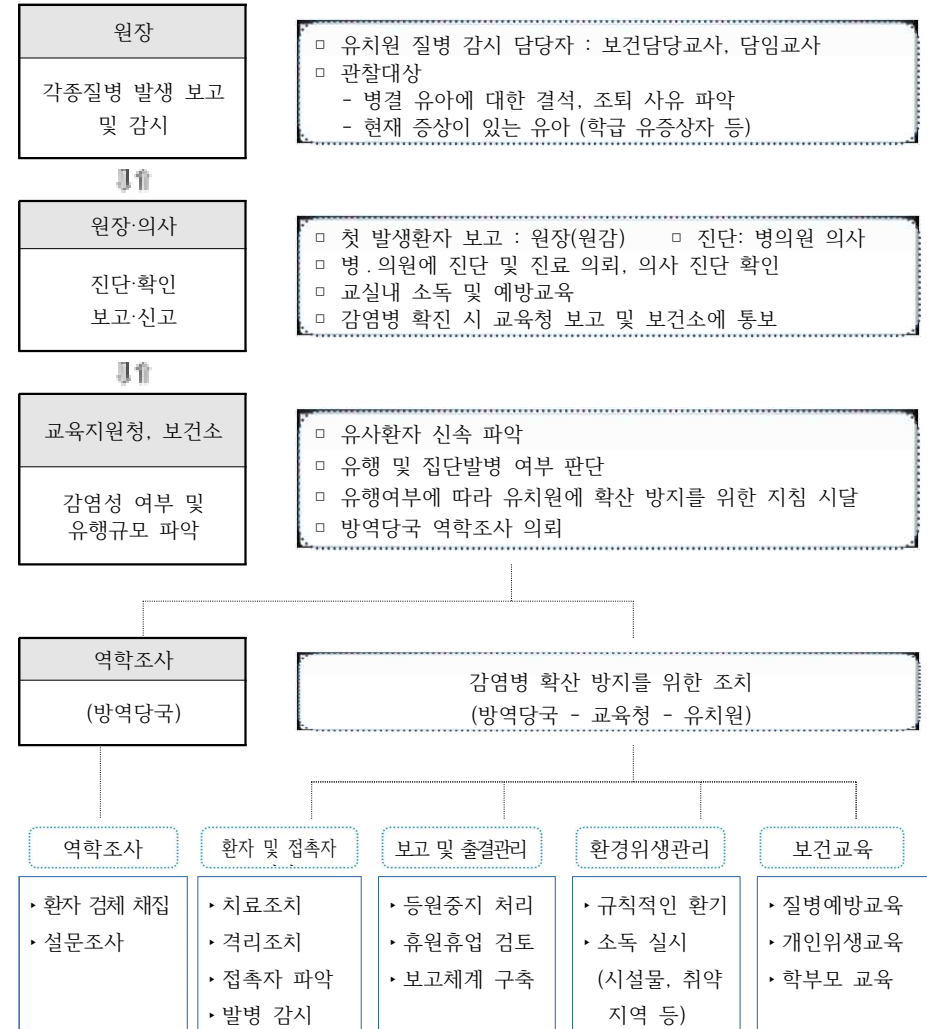 원장
각종질병 발생 보고
및 감시
▫ 유치원 질병 감시 담당자 : 보건담당교사, 담임교사
▫ 관찰대상
- 병결 유아에 대한 결석, 조퇴 사유 파악
- 현재 증상이 있는 유아 (학급 유증상자 등)
원장·의사
진단·확인
보고·신고
▫ 첫 발생환자 보고 : 원장(원감) ▫ 진단: 병의원 의사
▫ 병．의원에 진단 및 진료 의뢰, 의사 진단 확인
▫ 교실내 소독 및 예방교육
▫ 감염병 확진 시 교육청 보고 및 보건소에 통보
교육지원청, 보건소
감염성 여부 및
유행규모 파악
▫ 유사환자 신속 파악
▫ 유행 및 집단발병 여부 판단
▫ 유행여부에 따라 유치원에 확산 방지를 위한 지침 시달
▫ 방역당국 역학조사 의뢰
역학조사
(방역당국)
감염병 확산 방지를 위한 조치
(방역당국 - 교육청 - 유치원)
역학조사
‣환자 검체 채집
‣설문조사
환자 및 접촉자
‣치료조치
‣격리조치
‣접촉자 파악
‣발병 감시
보고 및 출결관리
‣등원중지 처리
‣휴원휴업 검토
‣보고체계 구축
환경위생관리
‣규칙적인 환기
‣소독 실시
(시설물, 취약
지역 등)
보건교육
‣질병예방교육
‣개인위생교육
‣학부모 교육